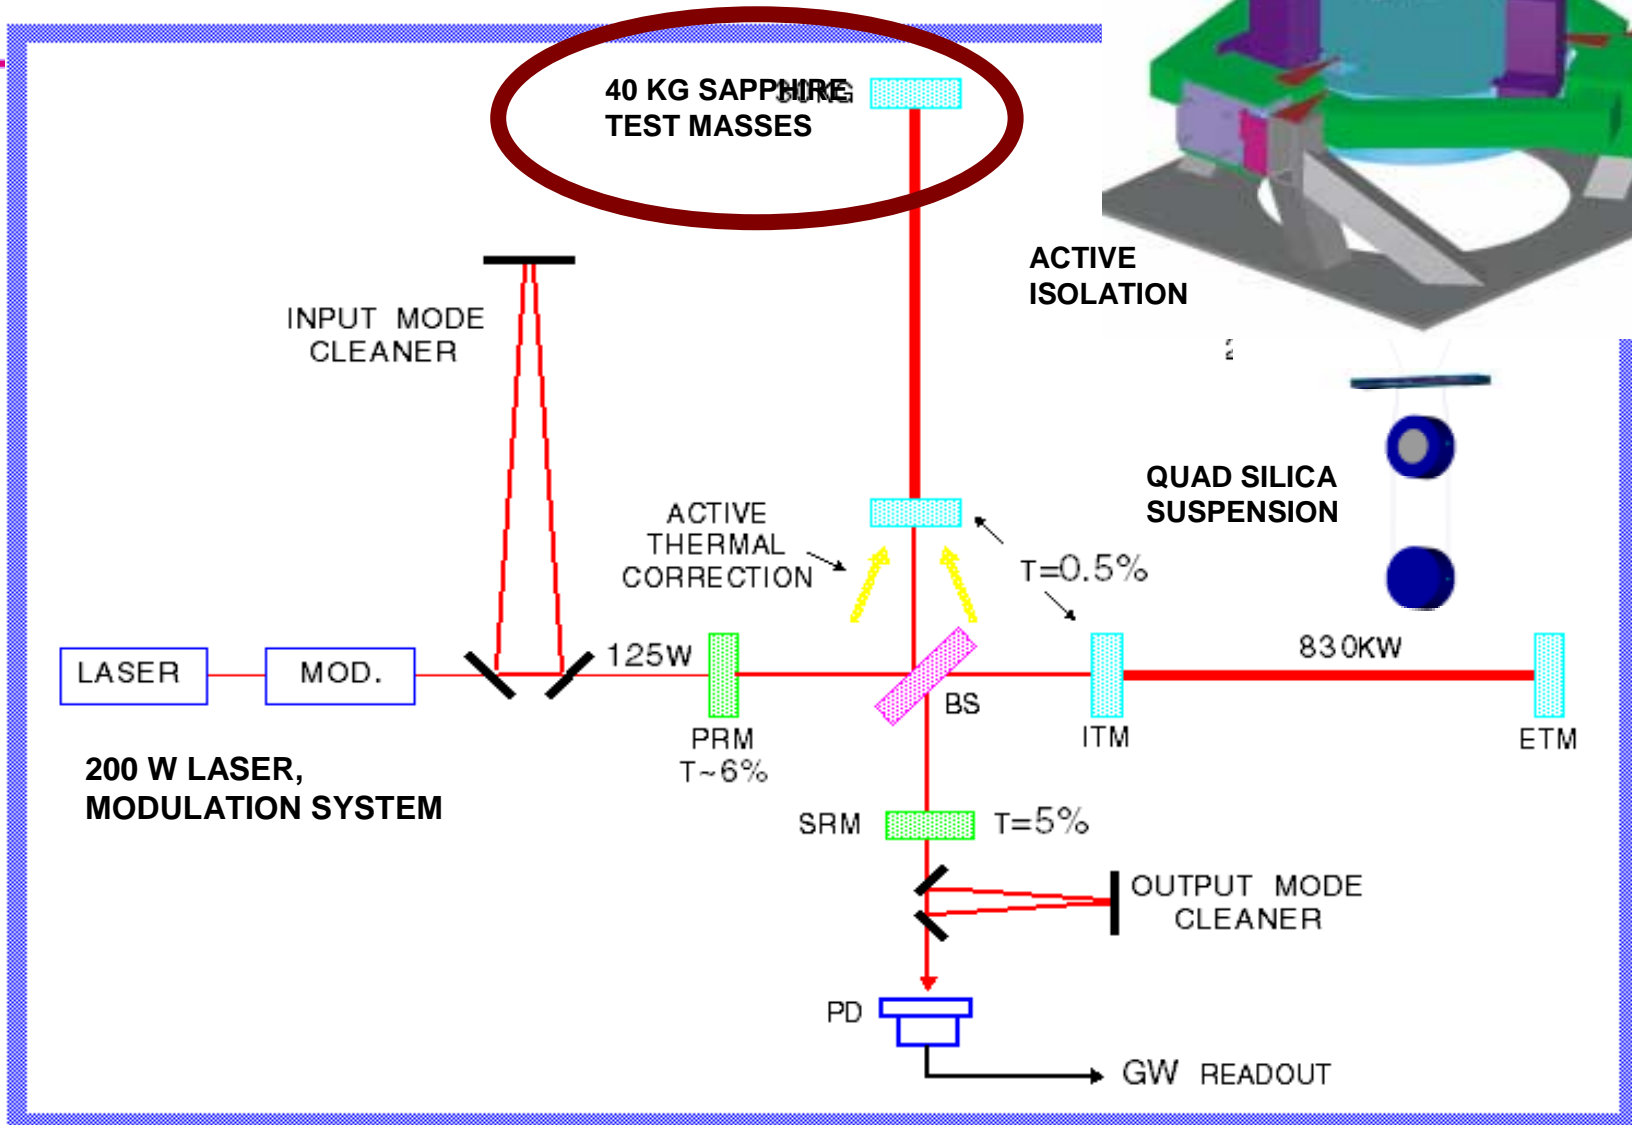 40 KG SAPPHIRE
TEST MASSES
ACTIVE
ISOLATION
INPUT MODE
CLEANER
QUAD SILICA
SUSPENSION
ACTIVE
THERMAL
CORRECTION
T=0.5%
LASER
MOD.
125W
830KW
BS
PRM
T~6%
ITM
ETM
200 W LASER,
MODULATION SYSTEM
SRM
T=5%
OUTPUT MODE
CLEANER
PD
GW READOUT